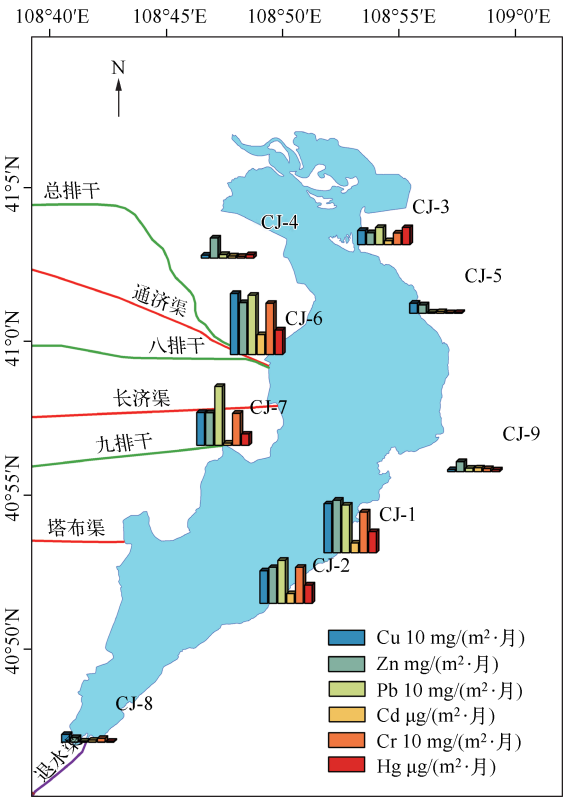 108°40′E 108°45′E 108°50′E 108°55′E 109°0′E
N
41°5′N
总排干
CJ-3
CJ-4
CJ-5
通济渠
CJ-6
41°0′N
八排干
长济渠
CJ-7
九排干
CJ-9
40°55′N
CJ-1
塔布渠
CJ-2
40°50′N
Cu 10 mg/(m²·月)
Zn mg/(m²·月)
Pb 10 mg/(m²·月)
Cd μg/(m²·月)
Cr 10 mg/(m²·月)
Hg μg/(m²·月)
CJ-8
退水渠